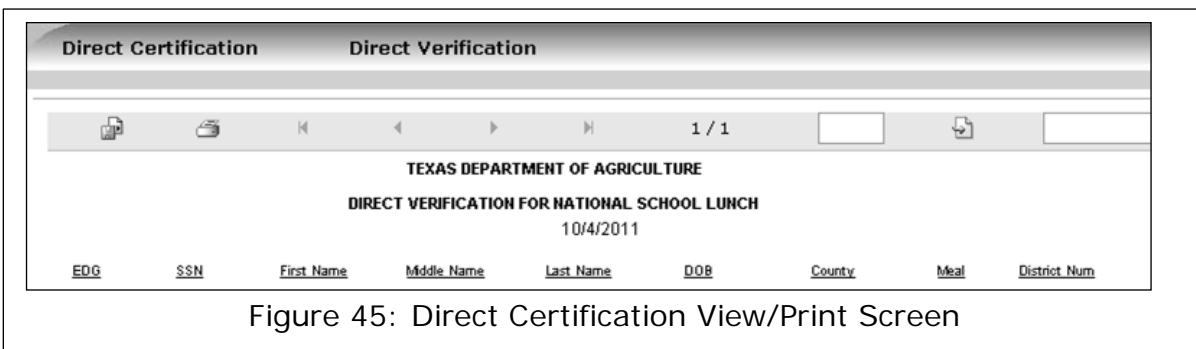 Direct Certification Direct Verification
1 / 1
TEXAS DEPARTMENT OF AGRICULTURE
DIRECT VERIFICATION FOR NATIONAL SCHOOL LUNCH
10/4/2011
EDG SSN First Name Middle Name Last Name DOB County Meal District Num
Figure 45: Direct Certification View/Print Screen